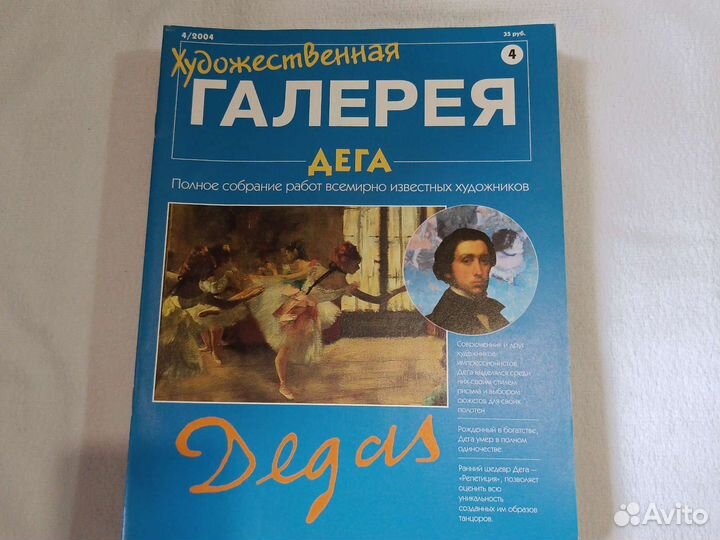 4/2004
35 руб.
Художественная
4
ГАЛЕРЕЯ
ДЕГА
Полное собрание работ всемирно известных художников
Современник и друг
художников-
импрессионистов,
Дега выделялся среди
них своим стилем
письма и выбором
сюжетов для своих
полотен
Рожденный в богатстве,
Дега умер в полном
одиночестве.
Ранний шедевр Дега —
«Репетиция», позволяет
оценить всю
уникальность
созданных им образов
танцоров.
Degas
Avito